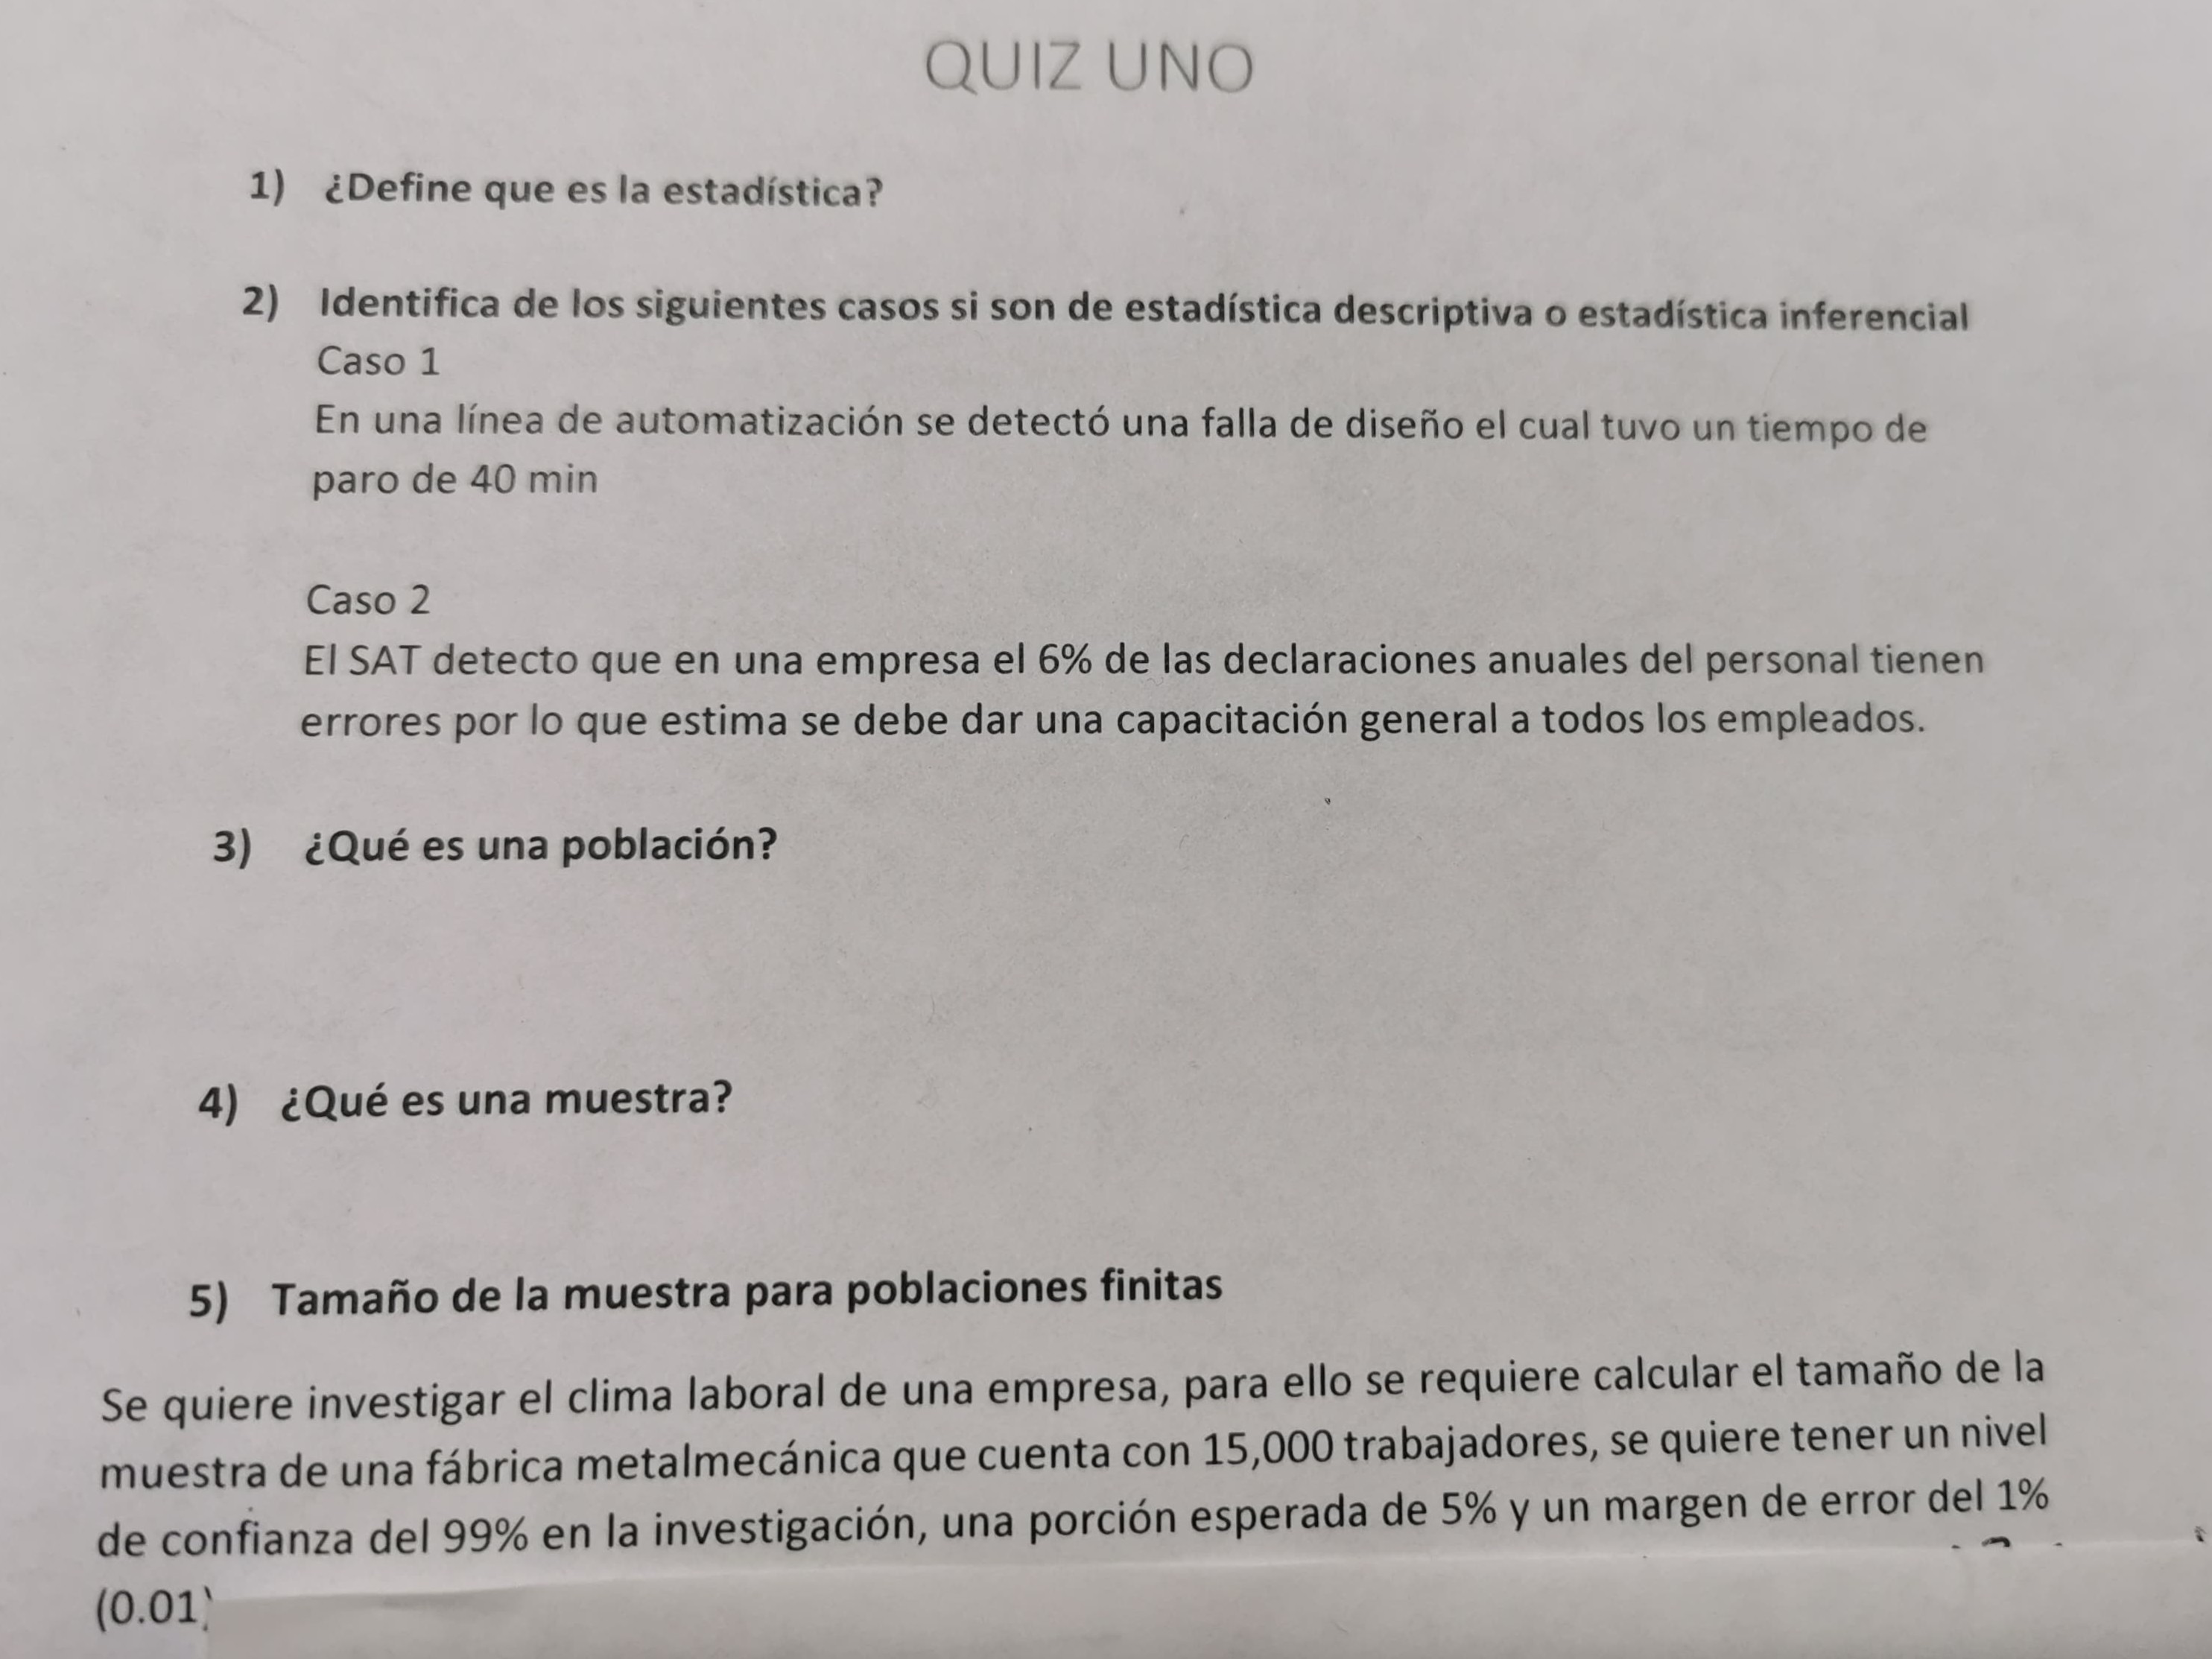 QUIZ UNO
1) ¿Define que es la estadística?
2) Identifica de los siguientes casos si son de estadística descriptiva o estadística inferencial
Caso 1
En una línea de automatización se detectó una falla de diseño el cual tuvo un tiempo de
paro de 40 min
Caso 2
El SAT detecto que en una empresa el 6% de las declaraciones anuales del personal tienen
errores por lo que estima se debe dar una capacitación general a todos los empleados.
3) ¿Qué es una población?
4) ¿Qué es una muestra?
5) Tamaño de la muestra para poblaciones finitas
Se quiere investigar el clima laboral de una empresa, para ello se requiere calcular el tamaño de la
muestra de una fábrica metalmecánica que cuenta con 15,000 trabajadores, se quiere tener un nivel
de confianza del 99% en la investigación, una porción esperada de 5% y un margen de error del 1%
(0.01)